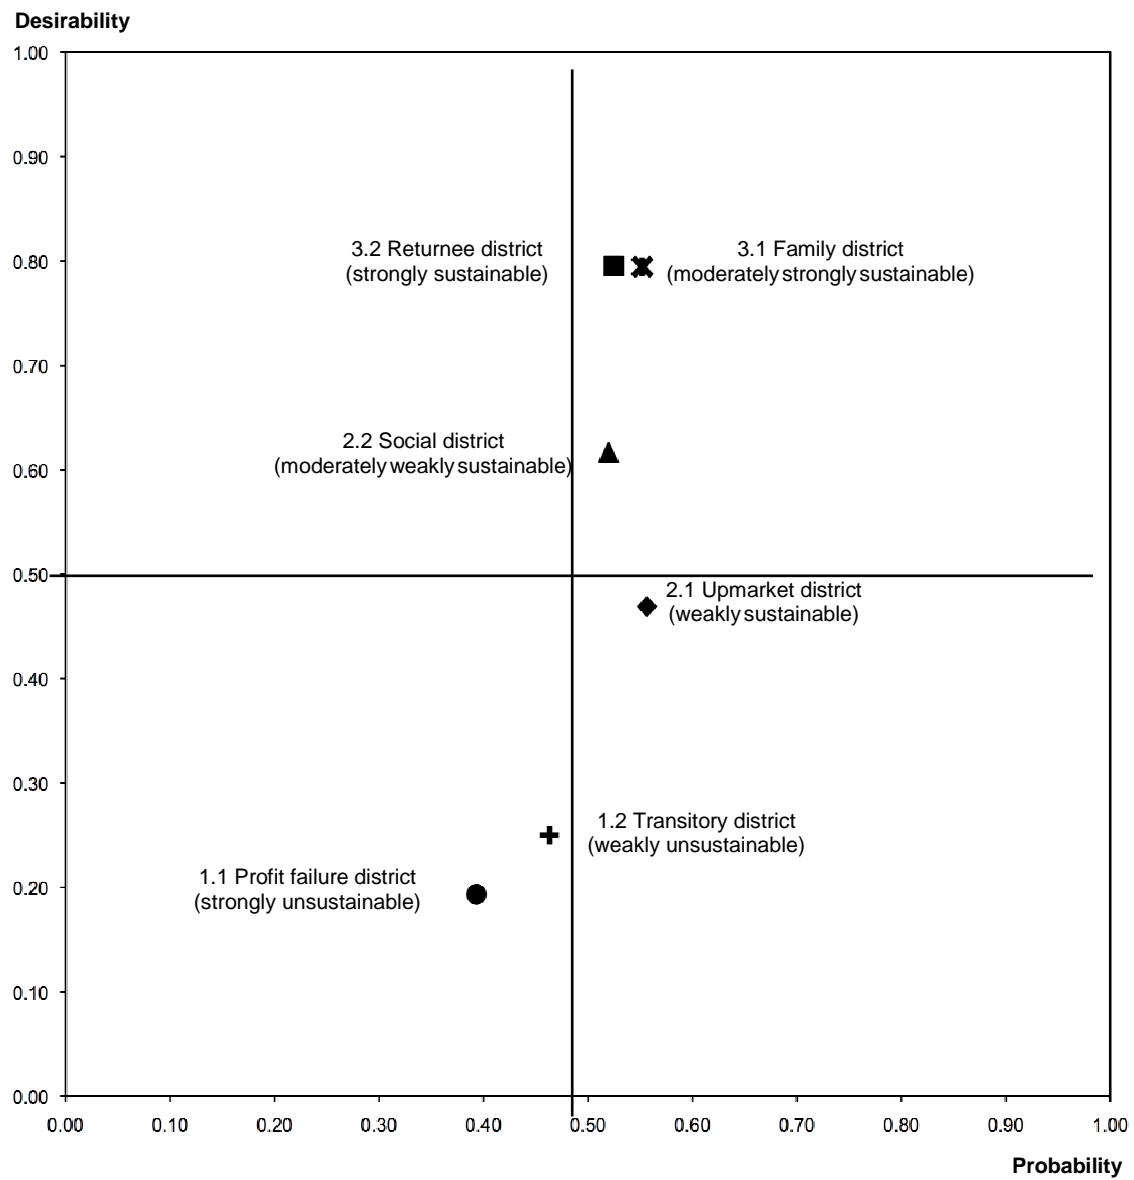 Desirability
1.00
0.90
3.2 Returnee district
(strongly sustainable)
3.1 Family district
(moderately strongly sustainable)
0.80
0.70
2.2 Social district
(moderately weakly sustainable)
0.60
0.50
2.1 Upmarket district
(weakly sustainable)
0.40
0.30
1.2 Transitory district
(weakly unsustainable)
1.1 Profit failure district
(strongly unsustainable)
0.20
0.10
0.00
0.00 0.10 0.20 0.30 0.40 0.50 0.60 0.70 0.80 0.90 1.00
Probability